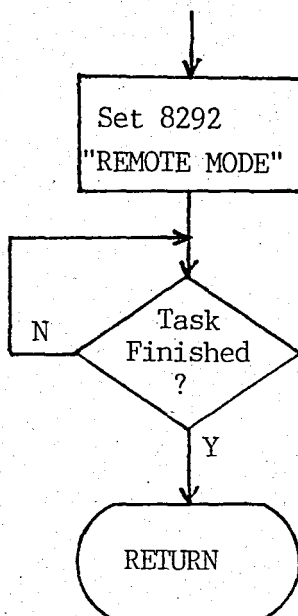 Set 8292
"REMOTE MODE"
Task
Finished
?
N
Y
RETURN